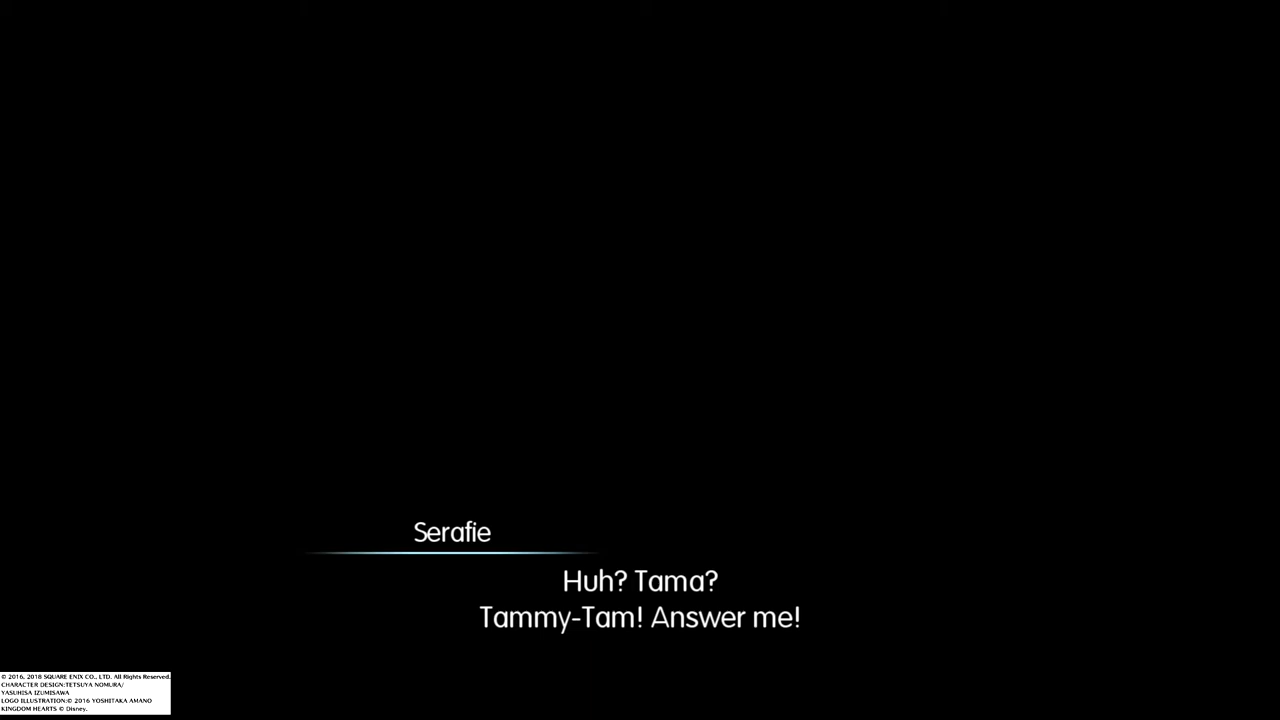 Serafie
Huh? Tama?
Tammy-Tam! Answer me!
© 2016, 2018 SQUARE ENIX CO., LTD. All Rights Reserved.
CHARACTER DESIGN:TETSUYA NOMURA/
YASUHISA IZUMISAWA
LOGO ILLUSTRATION:© 2016 YOSHITAKA AMANO
KINGDOM HEARTS © Disney.